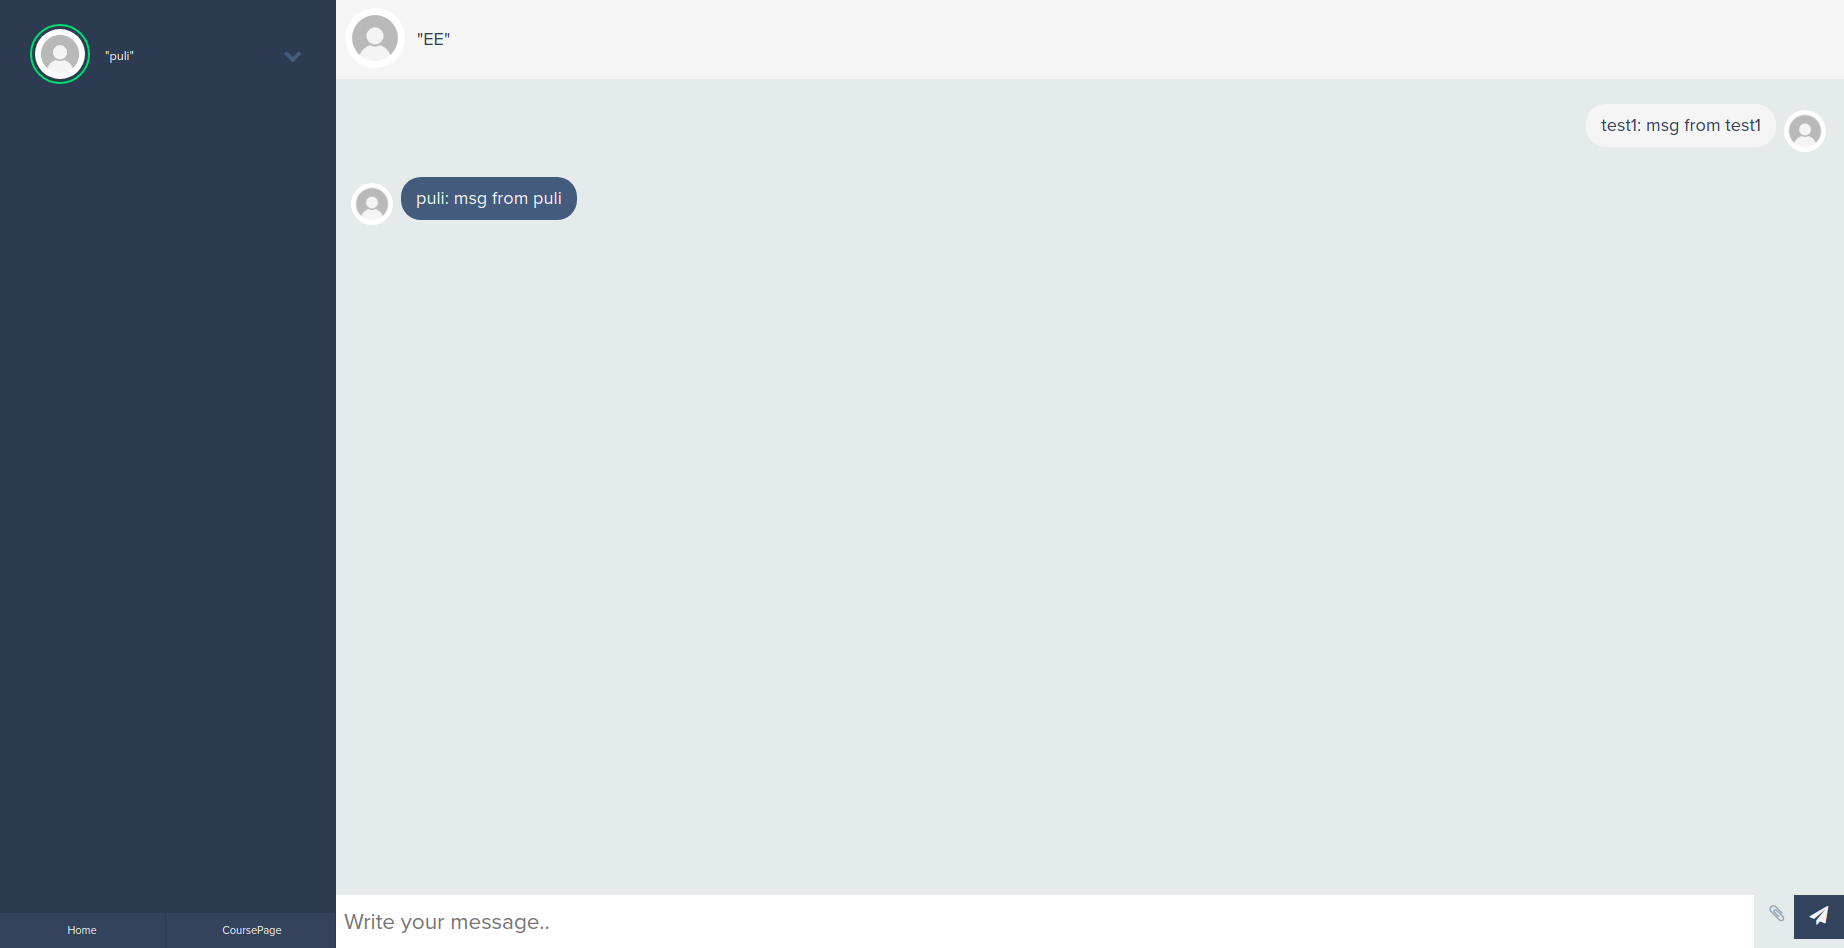 "puli"
"EE"
test1: msg from test1
puli: msg from puli
Write your message..
Home
CoursePage